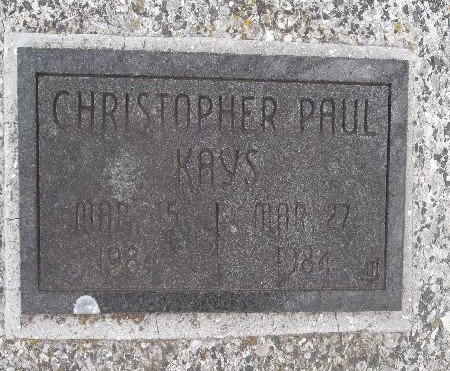 CHRISTOPHER PAUL
KAYS
MAR 15 | MAR 27
1984 1984